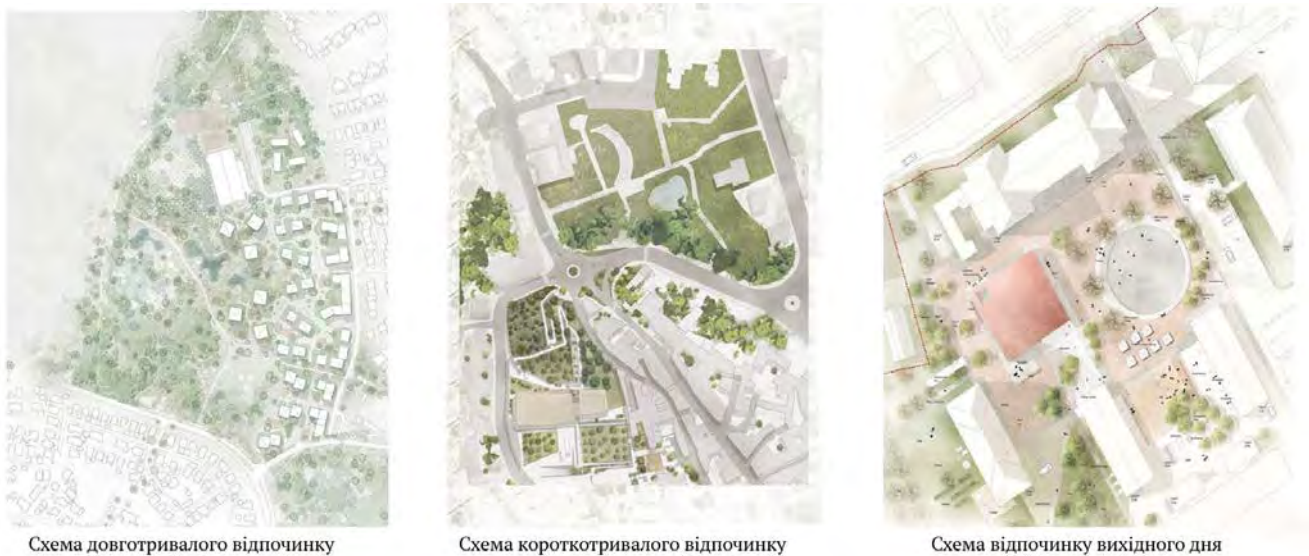 Схема довготривалого відпочинку
Схема короткотривалого відпочинку
Схема відпочинку вихідного дня